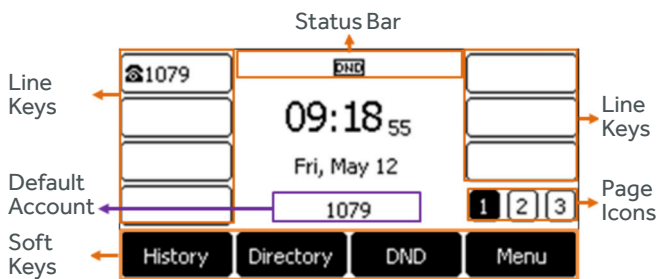 Status Bar
DND
☎1079
Line
Keys
09:18 55
Line
Keys
Fri, May 12
Default
Account
1079
1 2 3
Page
Icons
Soft
Keys
History Directory DND Menu